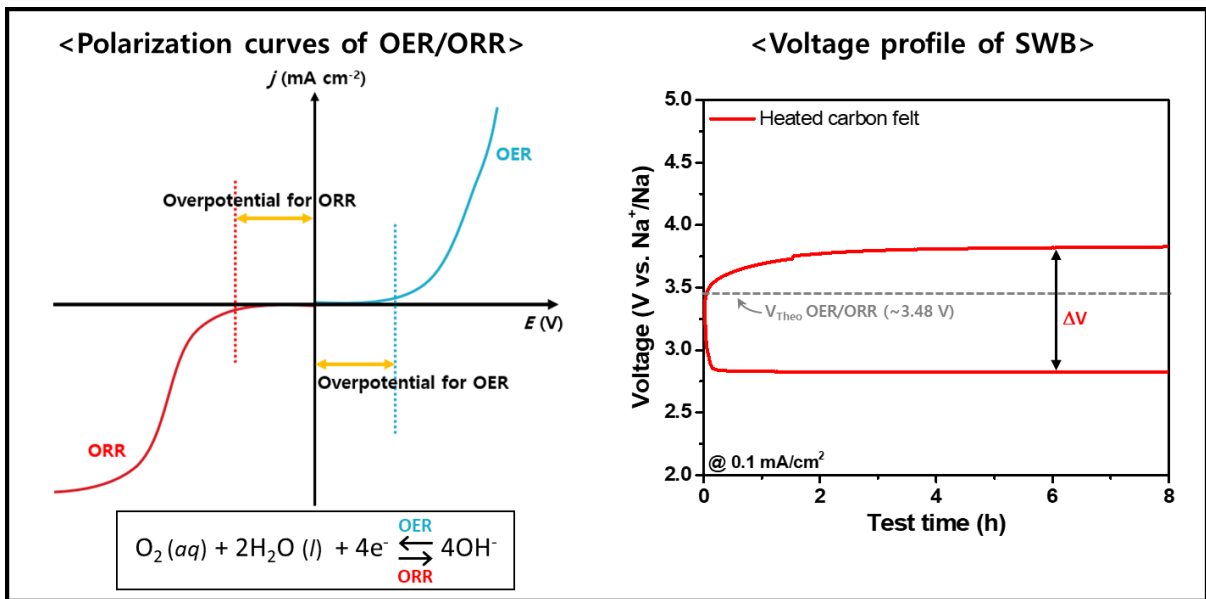 <Polarization curves of OER/ORR>
j (mA cm⁻²)
OER
Overpotential for ORR
E (V)
Overpotential for OER
ORR
O₂ (aq) + 2H₂O (l) + 4e⁻ OER ⇄ ORR 4OH⁻
<Voltage profile of SWB>
5.0
4.5
4.0
3.5
3.0
2.5
2.0
Voltage (V vs. Na⁺/Na)
Heated carbon felt
V_Theo OER/ORR (~3.48 V)
ΔV
@ 0.1 mA/cm²
0 2 4 6 8
Test time (h)